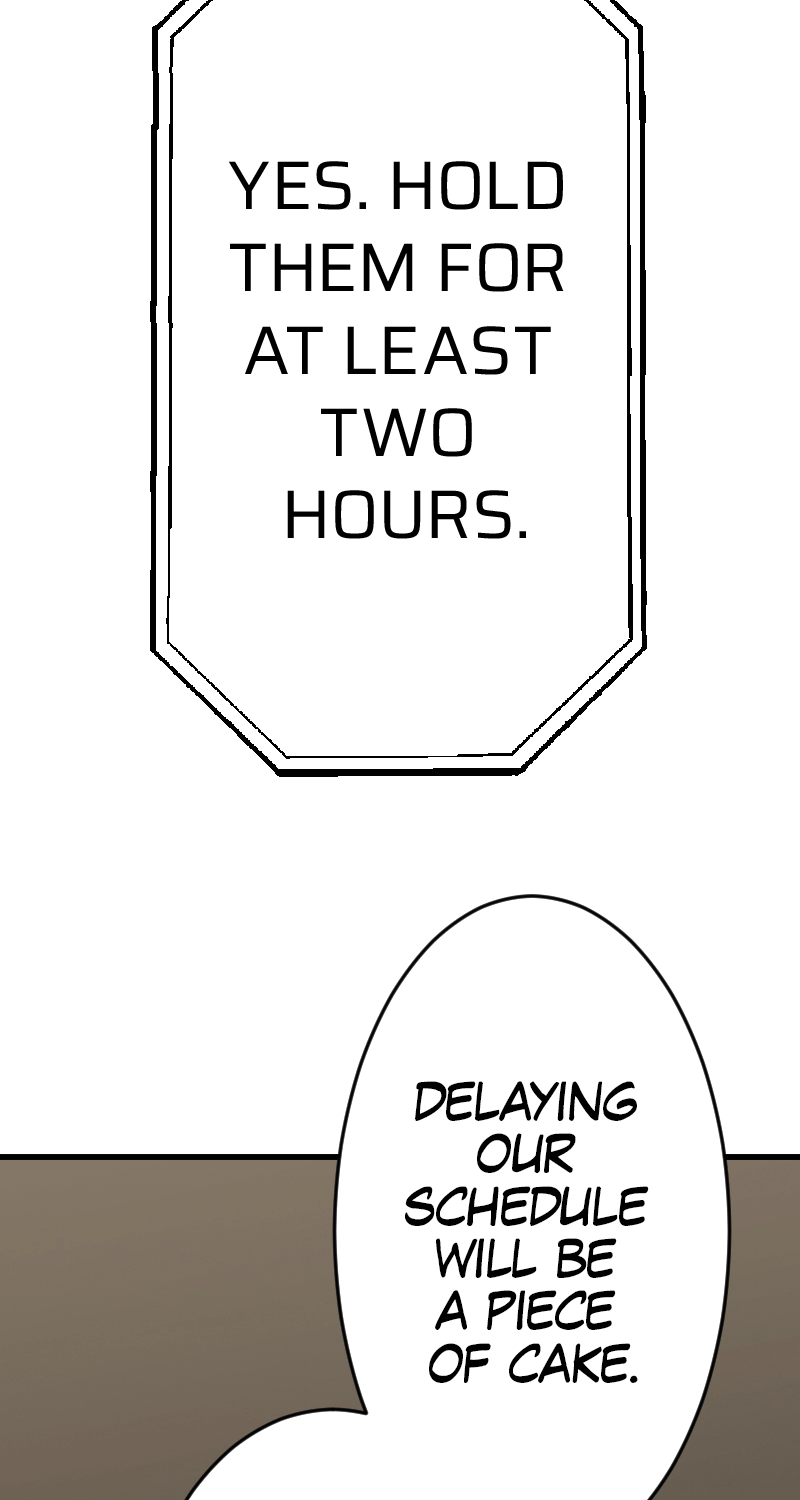 YES. HOLD
THEM FOR
AT LEAST
TWO
HOURS.
DELAYING
OUR
SCHEDULE
WILL BE
A PIECE
OF CAKE.